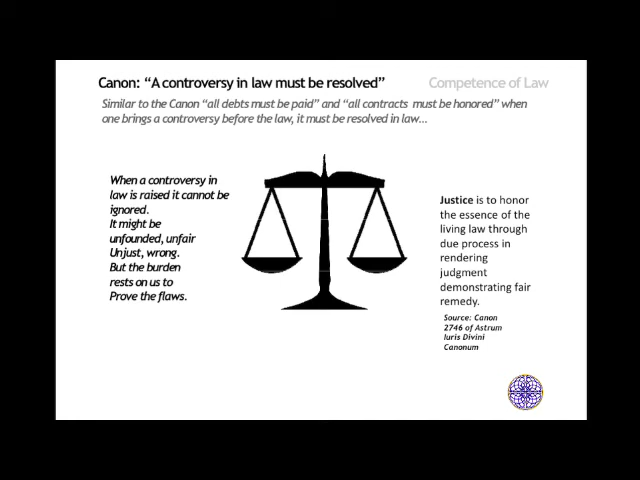 Canon: “A controversy in law must be resolved”
Competence of Law
Similar to the Canon “all debts must be paid” and “all contracts must be honored” when
one brings a controversy before the law, it must be resolved in law...
When a controversy in
law is raised it cannot be
ignored.
It might be
unfounded, unfair
Unjust, wrong.
But the burden
rests on us to
Prove the flaws.
Justice is to honor
the essence of the
living law through
due process in
rendering
judgment
demonstrating fair
remedy.
Source: Canon
2746 of Astrum
Iuris Divini
Canonum